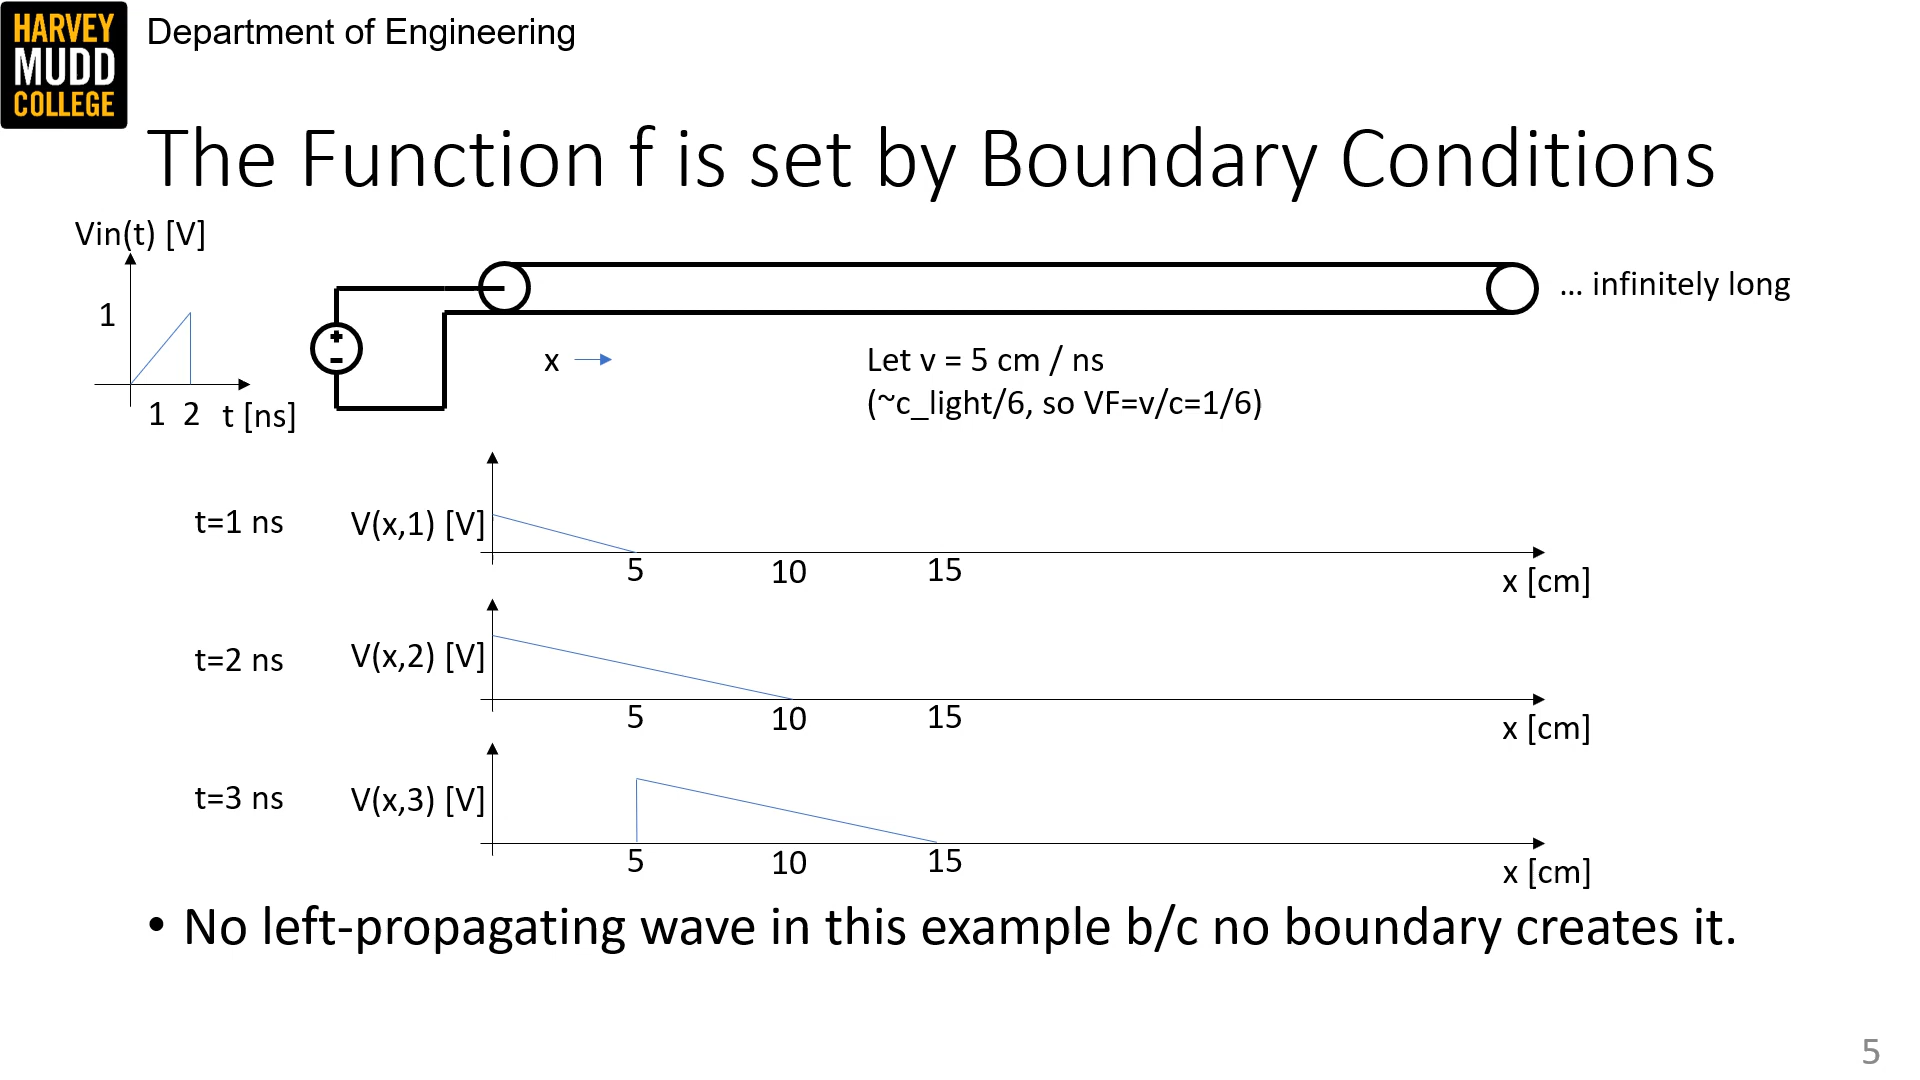 HARVEY
MUDD
COLLEGE
Department of Engineering
The Function f is set by Boundary Conditions
Vin(t) [V]
1
1 2 t [ns]
+
-
... infinitely long
x
Let v = 5 cm / ns
(~c_light/6, so VF=v/c=1/6)
t=1 ns V(x,1) [V]
5 10 15
x [cm]
t=2 ns V(x,2) [V]
5 10 15
x [cm]
t=3 ns V(x,3) [V]
5 10 15
x [cm]
• No left-propagating wave in this example b/c no boundary creates it.
5